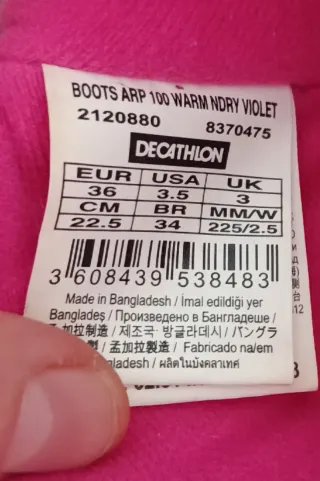 BOOTS ARP 100 WARM NDRY VIOLET
2120880 8370475
DECATHLON
EUR USA UK
36 3.5 3
CM BR MM/W
22.5 34 225/2.5
3 608439 538483
Made in Bangladesh / İmal edildiği yer
Bangladeş / Произведено в Бангладеше /
孟加拉制造 / 제조국: 방글라데시 / バングラ
製 / 孟加拉製造 / Fabricado na/em
Bangladesh / ผลิตในบังคลาเทศ